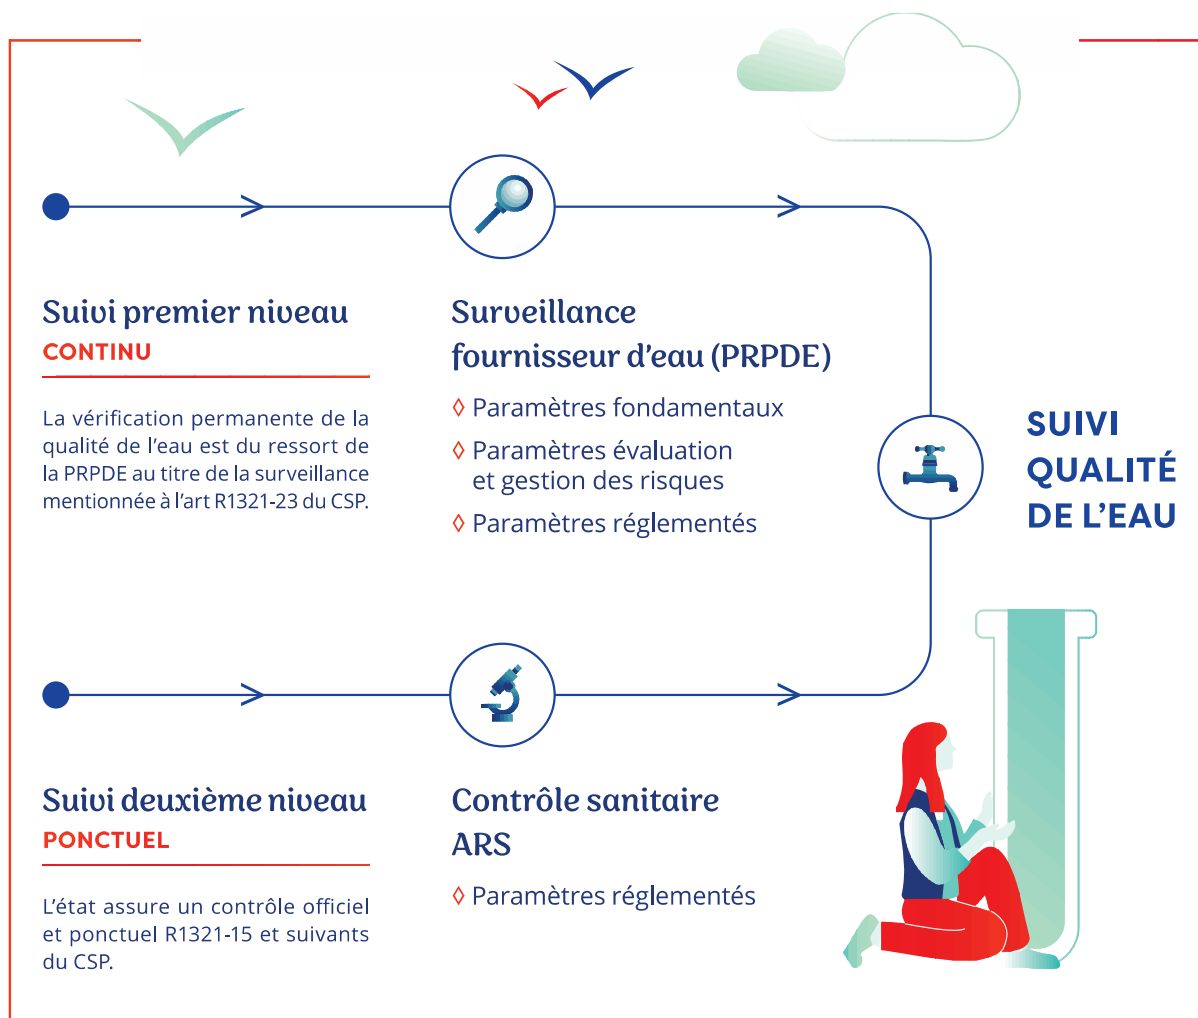 Suivi premier niveau
CONTINU
La vérification permanente de la
qualité de l'eau est du ressort de
la PRPDE au titre de la surveillance
mentionnée à l'art R1321-23 du CSP.
Surveillance
fournisseur d'eau (PRPDE)
◊ Paramètres fondamentaux
◊ Paramètres évaluation
et gestion des risques
◊ Paramètres réglementés
SUIVI
QUALITÉ
DE L'EAU
Suivi deuxième niveau
PONCTUEL
L'état assure un contrôle officiel
et ponctuel R1321-15 et suivants
du CSP.
Contrôle sanitaire
ARS
◊ Paramètres réglementés